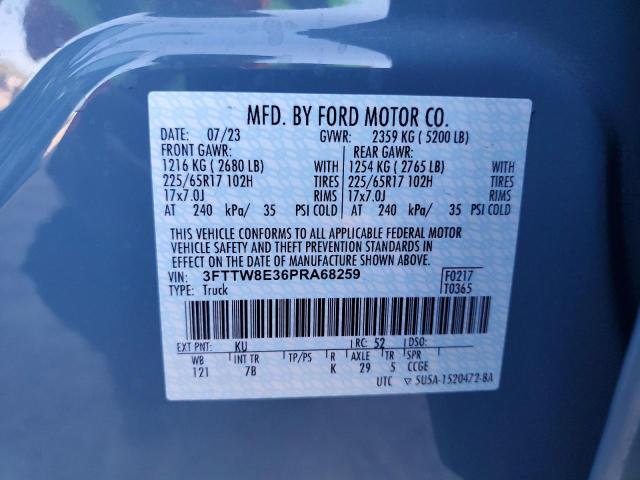 MFD. BY FORD MOTOR CO.
DATE: 07/23 GVWR: 2359 KG ( 5200 LB)
FRONT GAWR: REAR GAWR:
1216 KG ( 2680 LB) WITH 1254 KG ( 2765 LB) WITH
225/65R17 102H TIRES 225/65R17 102H TIRES
17x7.0J RIMS 17x7.0J RIMS
AT 240 kPa/ 35 PSI COLD AT 240 kPa/ 35 PSI COLD
THIS VEHICLE CONFORMS TO ALL APPLICABLE FEDERAL MOTOR
VEHICLE SAFETY AND THEFT PREVENTION STANDARDS IN
EFFECT ON THE DATE OF MANUFACTURE SHOWN ABOVE.
VIN: 3FTTW8E36PRA68259 F0217
TYPE: Truck T0365
EXT PNT: KU RC: 52 DSO:
WB INT TR TP/PS R AXLE TR SPR
121 7B K 29 5 CCGE
UTC ▽ 5U5A-1520472-BA